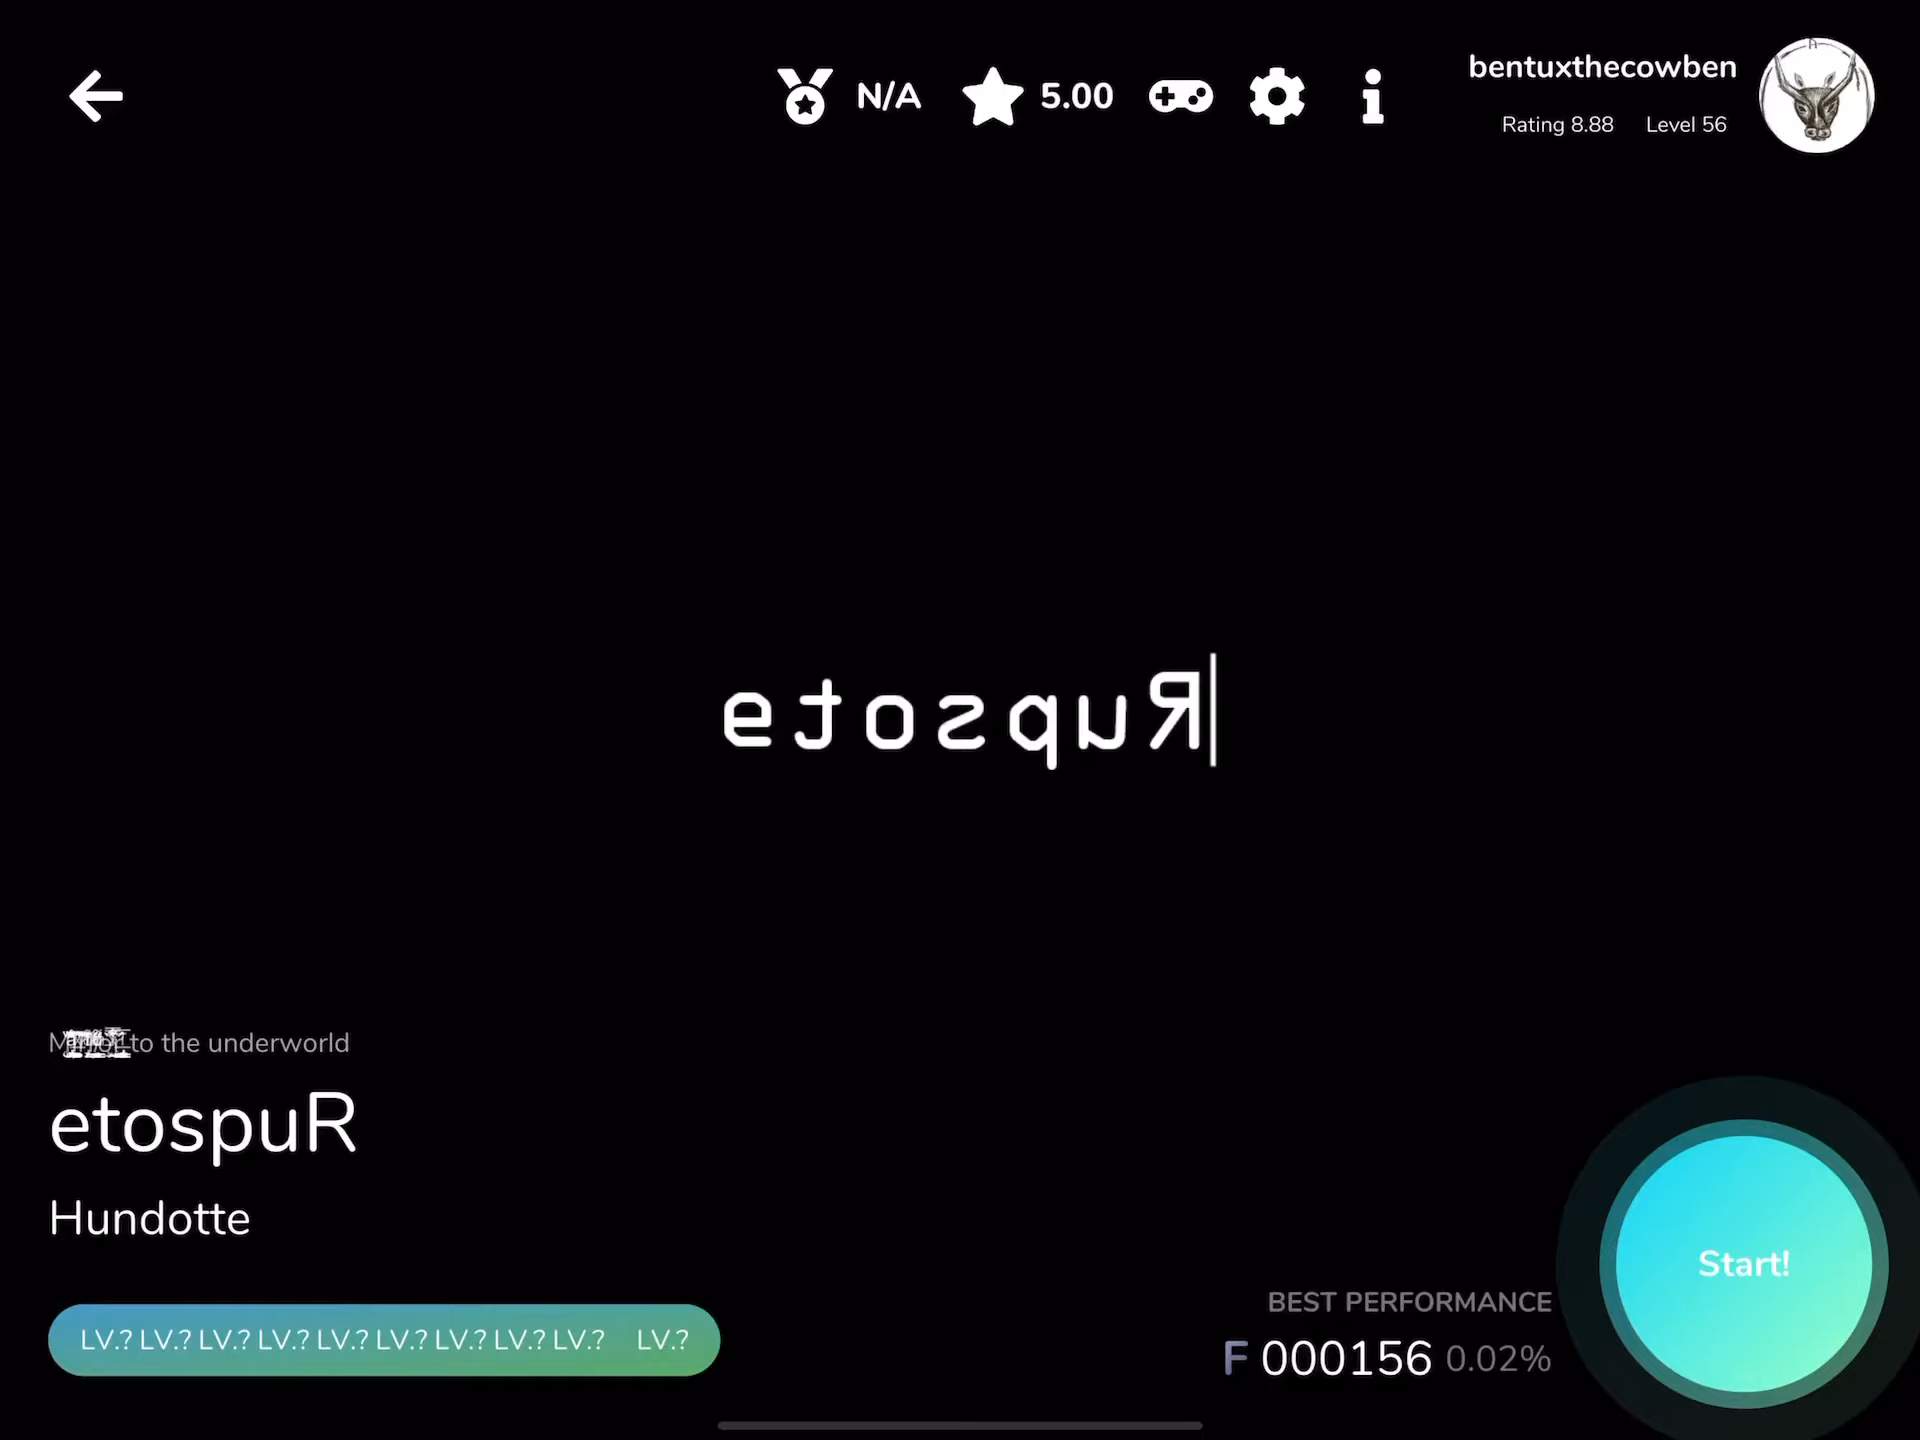 bentuxthecowben
N/A 5.00
Rating 8.88 Level 56
etospuR
to the underworld
etospuR
Hundotte
LV.? LV.? LV.? LV.? LV.? LV.? LV.? LV.? LV.? LV.?
Start!
BEST PERFORMANCE
F 000156 0.02%